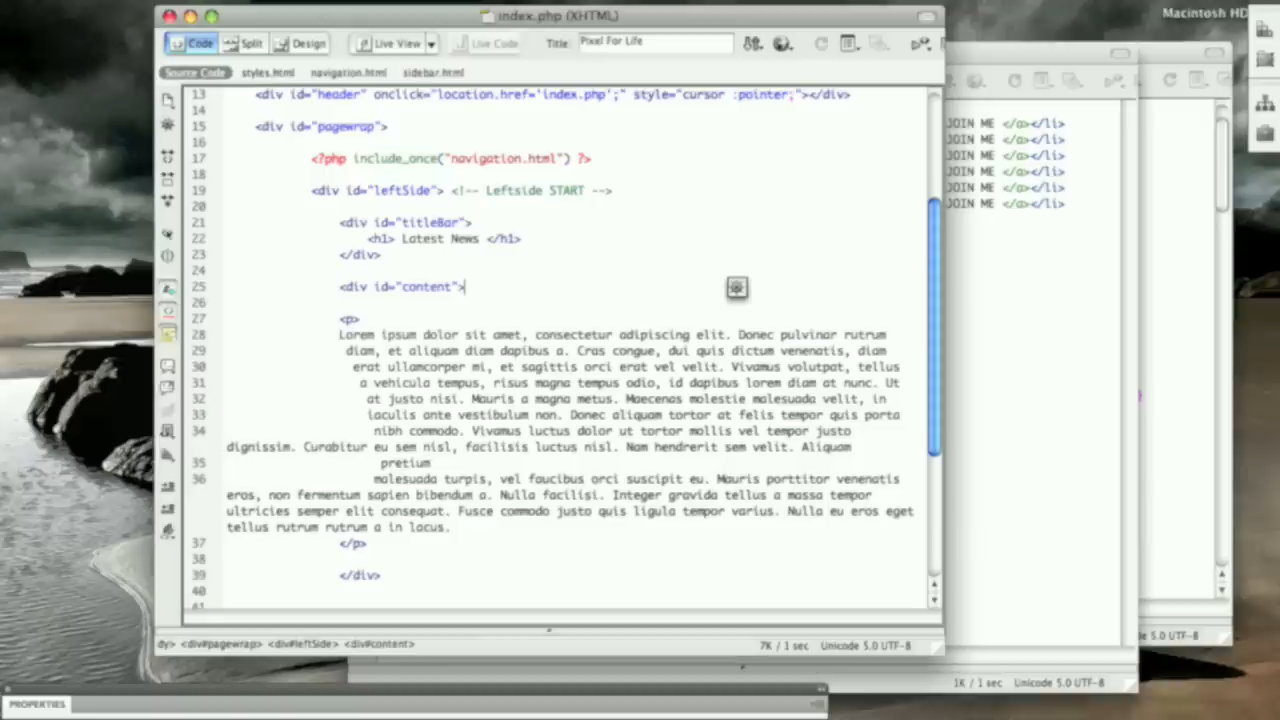 index.php (XHTML)
Macintosh HD
Code Split Design Live View Live Code Title: Pixel For Life
Source Code styles.html navigation.html sidebar.html
13 <div id="header" onclick="location.href='index.php';" style="cursor :pointer;"></div>
14
15 <div id="pagewrap">
16
17 <?php include_once("navigation.html") ?>
18
19 <div id="leftSide"> <!-- Leftside START -->
20
21 <div id="titleBar">
22 <h1> Latest News </h1>
23 </div>
24
25 <div id="content">
26
27 <p>
28 Lorem ipsum dolor sit amet, consectetur adipiscing elit. Donec pulvinar rutrum
29 diam, et aliquam diam dapibus a. Cras congue, dui quis dictum venenatis, diam
30 erat ullamcorper mi, et sagittis orci erat vel velit. Vivamus volutpat, tellus
31 a vehicula tempus, risus magna tempus odio, id dapibus lorem diam at nunc. Ut
32 at justo nisi. Mauris a magna metus. Maecenas molestie malesuada velit, in
33 iaculis ante vestibulum non. Donec aliquam tortor at felis tempor quis porta
34 nibh commodo. Vivamus luctus dolor ut tortor mollis vel tempor justo
dignissim. Curabitur eu sem nisl, facilisis luctus nisl. Nam hendrerit sem velit. Aliquam
35 pretium
36 malesuada turpis, vel faucibus orci suscipit eu. Mauris porttitor venenatis
eros, non fermentum sapien bibendum a. Nulla facilisi. Integer gravida tellus a massa tempor
ultricies semper elit consequat. Fusce commodo justo quis ligula tempor varius. Nulla eu eros eget
tellus rutrum rutrum a in lacus.
37 </p>
38
39 </div>
40
41
dy> <div#pagewrap> <div#leftSide> <div#content>
7K / 1 sec Unicode 5.0 UTF-8
JOIN ME </a></li>
JOIN ME </a></li>
JOIN ME </a></li>
JOIN ME </a></li>
JOIN ME </a></li>
JOIN ME </a></li>
de 5.0 UTF-8
1K / 1 sec Unicode 5.0 UTF-8
PROPERTIES